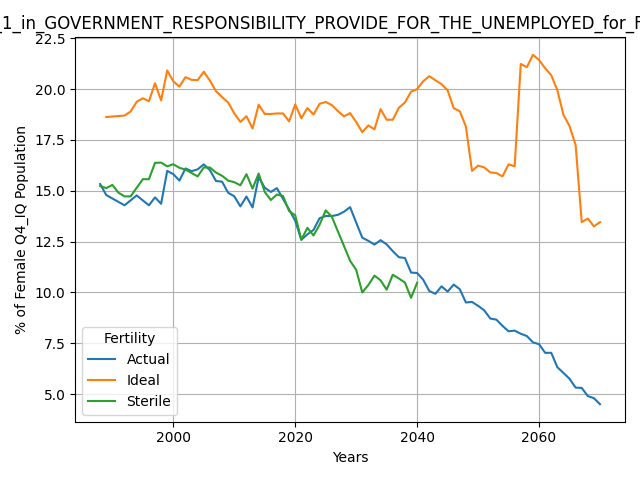 _1_in_GOVERNMENT_RESPONSIBILITY_PROVIDE_FOR_THE_UNEMPLOYED_for_F
22.5
20.0
17.5
15.0
12.5
10.0
7.5
5.0
% of Female Q4_IQ Population
Fertility
Actual
Ideal
Sterile
2000
2020
2040
2060
Years